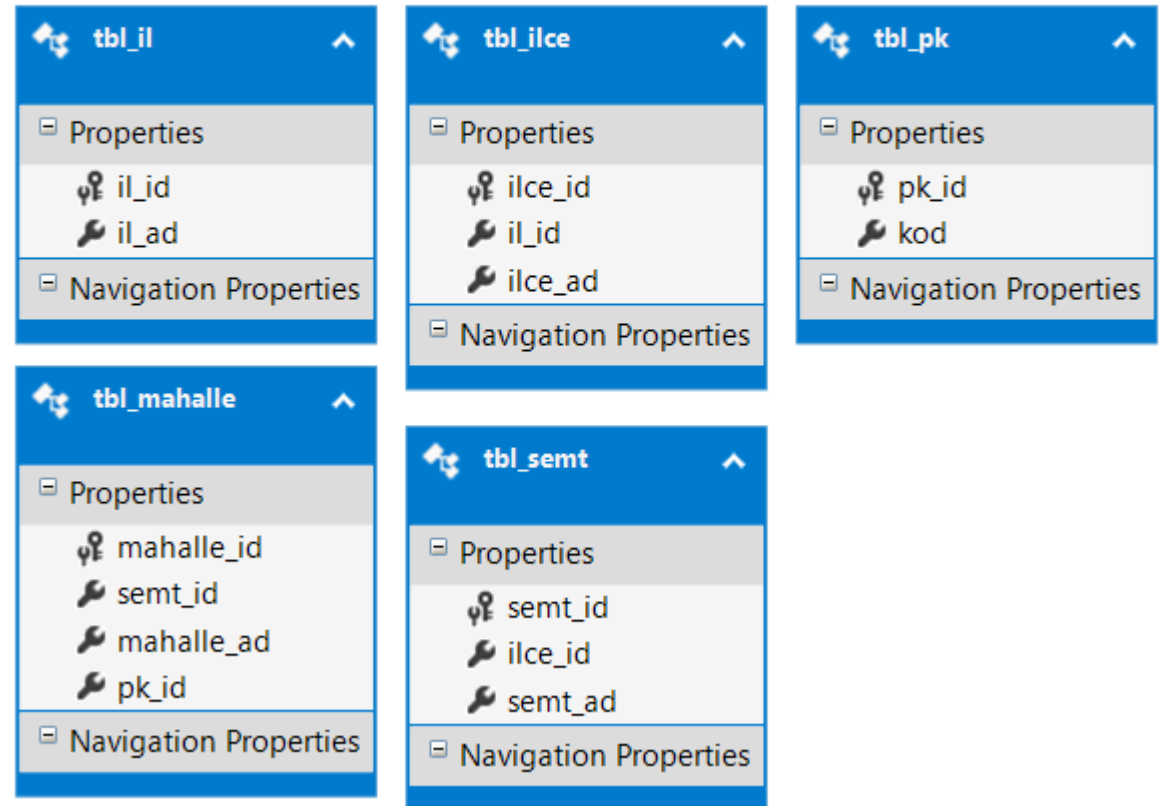 tbl_il
Properties
il_id
il_ad
Navigation Properties
tbl_ilce
Properties
ilce_id
il_id
ilce_ad
Navigation Properties
tbl_pk
Properties
pk_id
kod
Navigation Properties
tbl_mahalle
Properties
mahalle_id
semt_id
mahalle_ad
pk_id
Navigation Properties
tbl_semt
Properties
semt_id
ilce_id
semt_ad
Navigation Properties